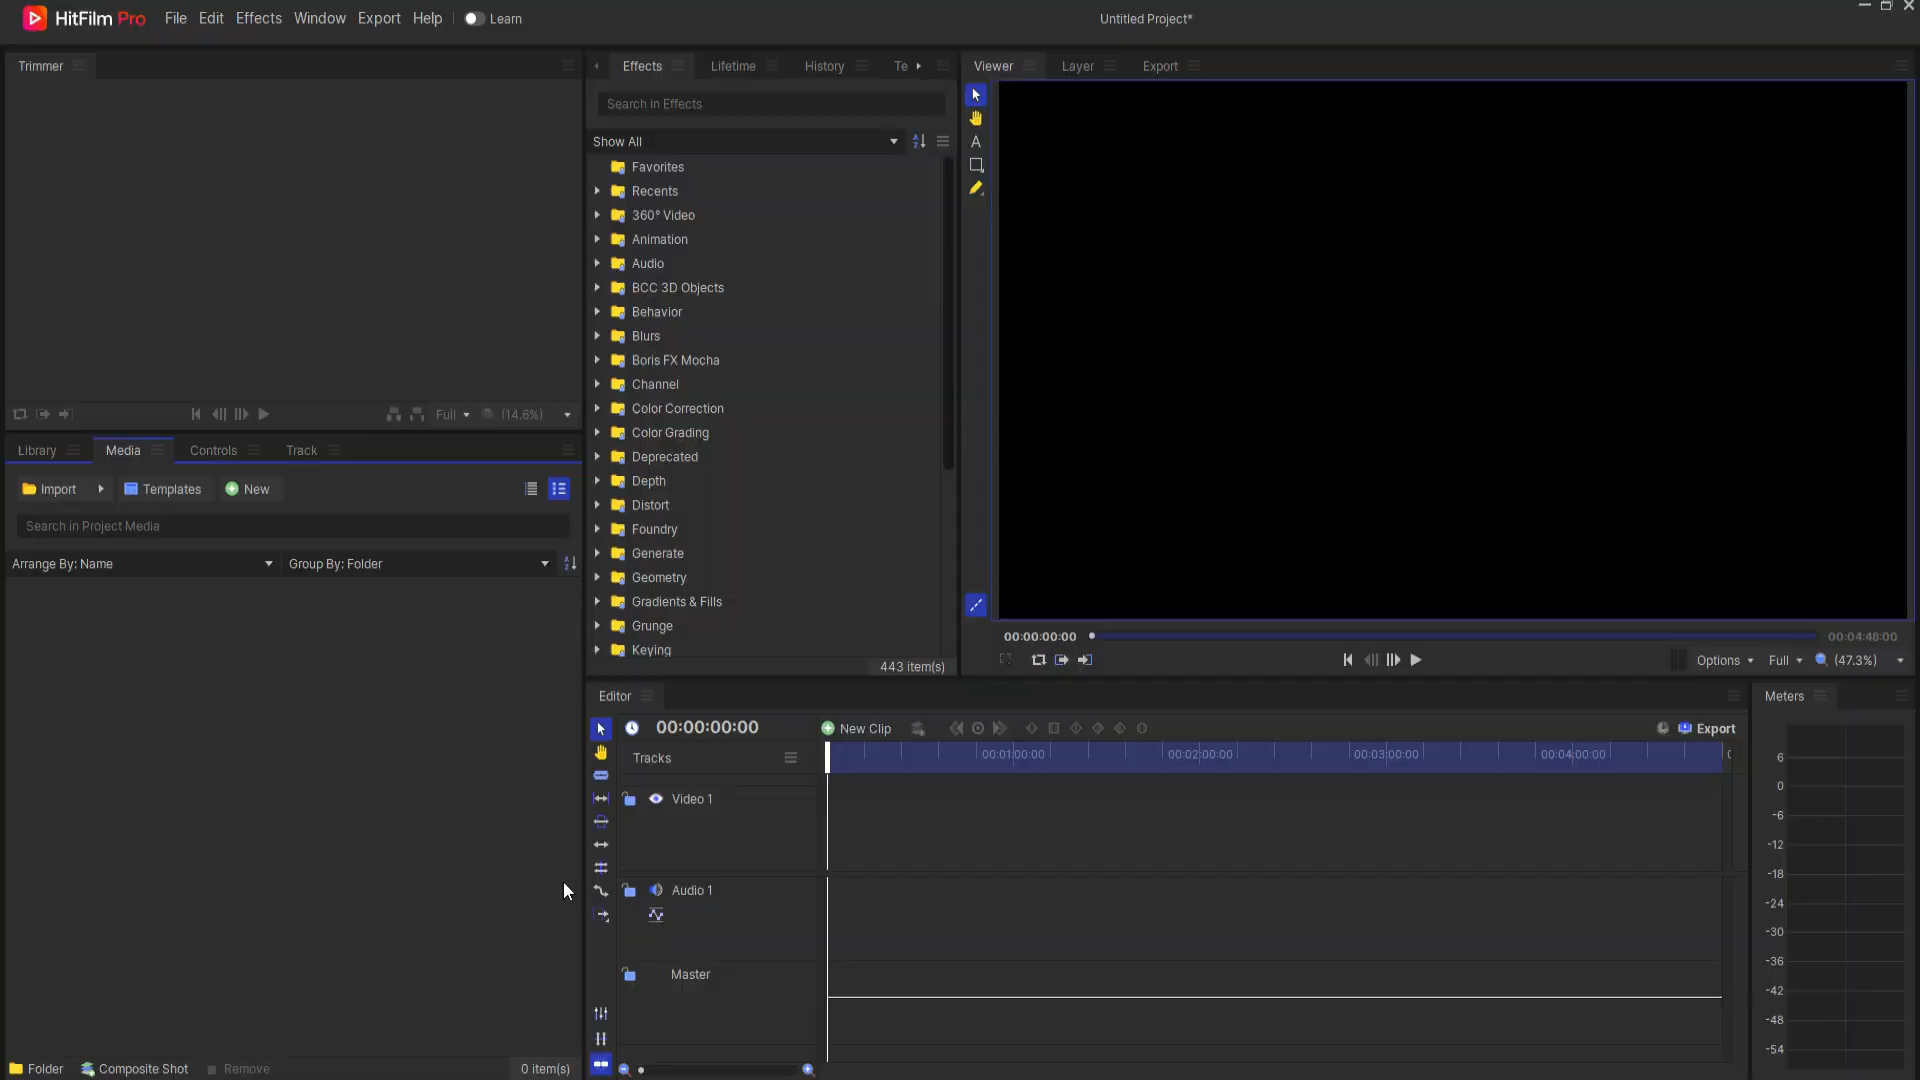 HitFilm Pro File Edit Effects Window Export Help Learn Untitled Project*
Trimmer
Full (14.6%)
Library Media Controls Track
Import Templates New
Search in Project Media
Arrange By: Name Group By: Folder
Folder Composite Shot Remove 0 item(s)
Effects Lifetime History Te
Search in Effects
Show All
Favorites
Recents
360° Video
Animation
Audio
BCC 3D Objects
Behavior
Blurs
Boris FX Mocha
Channel
Color Correction
Color Grading
Deprecated
Depth
Distort
Foundry
Generate
Geometry
Gradients & Fills
Grunge
Keying
443 item(s)
Viewer Layer Export
A
00:00:00:00 00:04:48:00
Options Full (47.3%)
Editor
00:00:00:00 New Clip Export
Tracks 00:01:00:00 00:02:00:00 00:03:00:00 00:04:00:00
Video 1
Audio 1
Master
Meters
6
0
-6
-12
-18
-24
-30
-36
-42
-48
-54